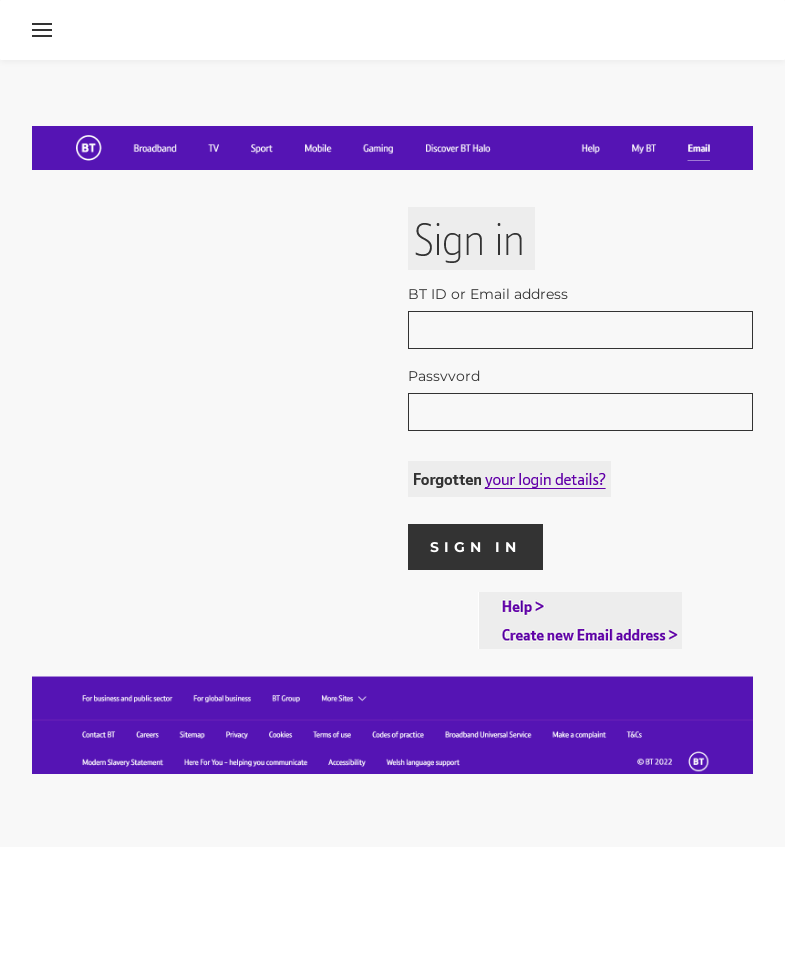 BT Broadband TV Sport Mobile Gaming Discover BT Halo Help My BT Email
Sign in
BT ID or Email address
Passvvord
Forgotten your login details?
SIGN IN
Help >
Create new Email address >
For business and public sector For global business BT Group More Sites
Contact BT Careers Sitemap Privacy Cookies Terms of use Codes of practice Broadband Universal Service Make a complaint T&Cs
Modern Slavery Statement Here For You – helping you communicate Accessibility Welsh language support © BT 2022 BT